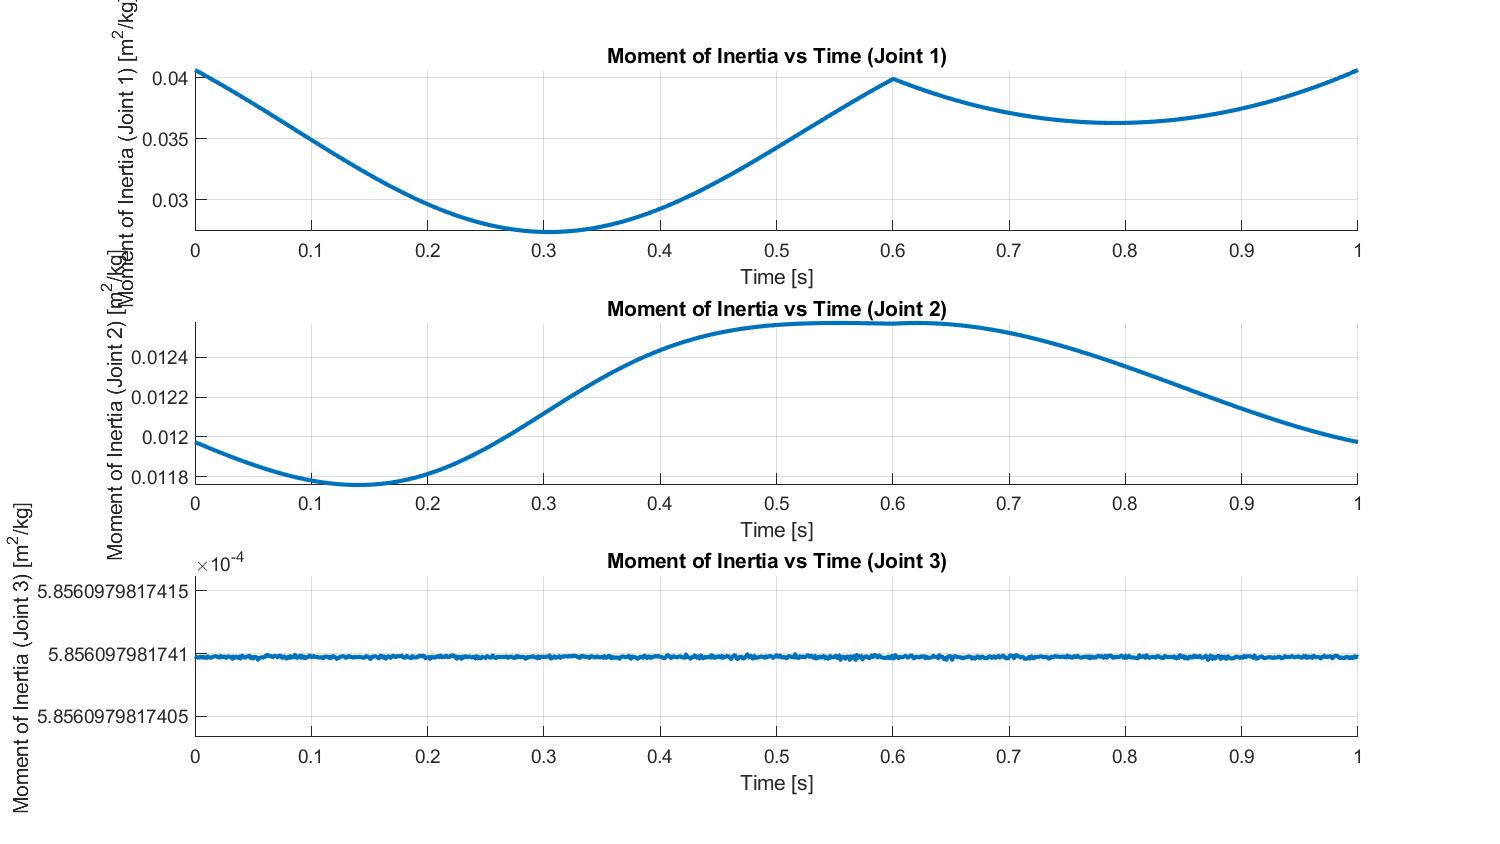 Moment of Inertia vs Time (Joint 1)
Moment of Inertia (Joint 1) [m²/kg]
0.04
0.035
0.03
0 0.1 0.2 0.3 0.4 0.5 0.6 0.7 0.8 0.9 1
Time [s]
Moment of Inertia vs Time (Joint 2)
Moment of Inertia (Joint 2) [m²/kg]
0.0124
0.0122
0.012
0.0118
0 0.1 0.2 0.3 0.4 0.5 0.6 0.7 0.8 0.9 1
Time [s]
Moment of Inertia vs Time (Joint 3)
Moment of Inertia (Joint 3) [m²/kg]
×10⁻⁴
5.8560979817415
5.856097981741
5.8560979817405
0 0.1 0.2 0.3 0.4 0.5 0.6 0.7 0.8 0.9 1
Time [s]